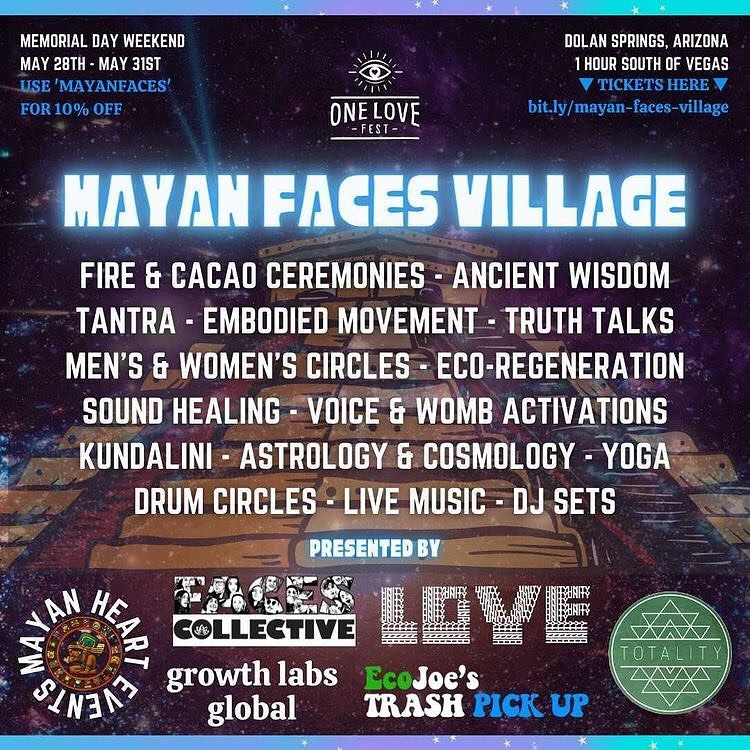 MEMORIAL DAY WEEKEND
MAY 28TH - MAY 31ST
USE 'MAYANFACES'
FOR 10% OFF
ONE LOVE
- FEST -
DOLAN SPRINGS, ARIZONA
1 HOUR SOUTH OF VEGAS
▼ TICKETS HERE ▼
bit.ly/mayan-faces-village
MAYAN FACES VILLAGE
FIRE & CACAO CEREMONIES - ANCIENT WISDOM
TANTRA - EMBODIED MOVEMENT - TRUTH TALKS
MEN'S & WOMEN'S CIRCLES - ECO-REGENERATION
SOUND HEALING - VOICE & WOMB ACTIVATIONS
KUNDALINI - ASTROLOGY & COSMOLOGY - YOGA
DRUM CIRCLES - LIVE MUSIC - DJ SETS
PRESENTED BY
MAYAN HEART EVENTS
FACES
COLLECTIVE
growth labs
global
LOVE
EcoJoe's
TRASH PICK UP
TOTALITY